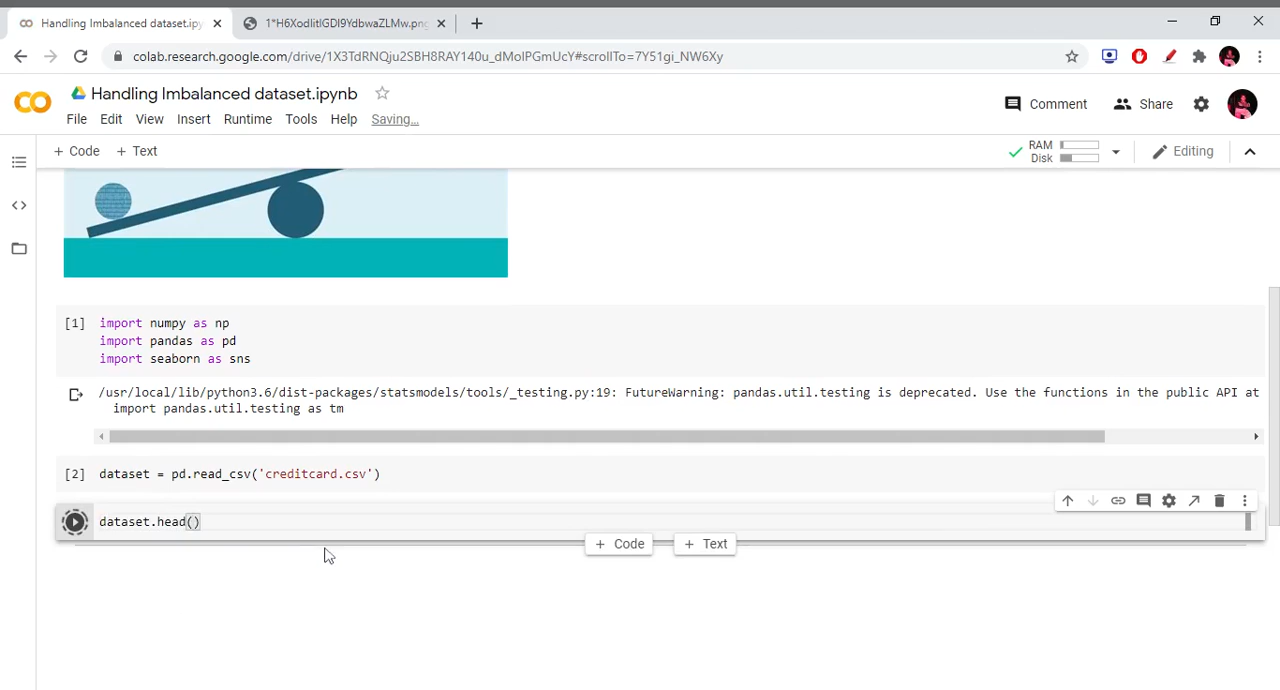 Handling Imbalanced dataset.ipyn
1*H6XodIitlGDI9YdbwaZLMw.png
colab.research.google.com/drive/1X3TdRNQju2SBH8RAY140u_dMolPGmUcY#scrollTo=7Y51gi_NW6Xy
Handling Imbalanced dataset.ipynb
Comment
Share
File Edit View Insert Runtime Tools Help Saving...
+ Code + Text
RAM
Disk
Editing
[1] import numpy as np
import pandas as pd
import seaborn as sns
/usr/local/lib/python3.6/dist-packages/statsmodels/tools/_testing.py:19: FutureWarning: pandas.util.testing is deprecated. Use the functions in the public API at
import pandas.util.testing as tm
[2] dataset = pd.read_csv('creditcard.csv')
dataset.head()
+ Code + Text